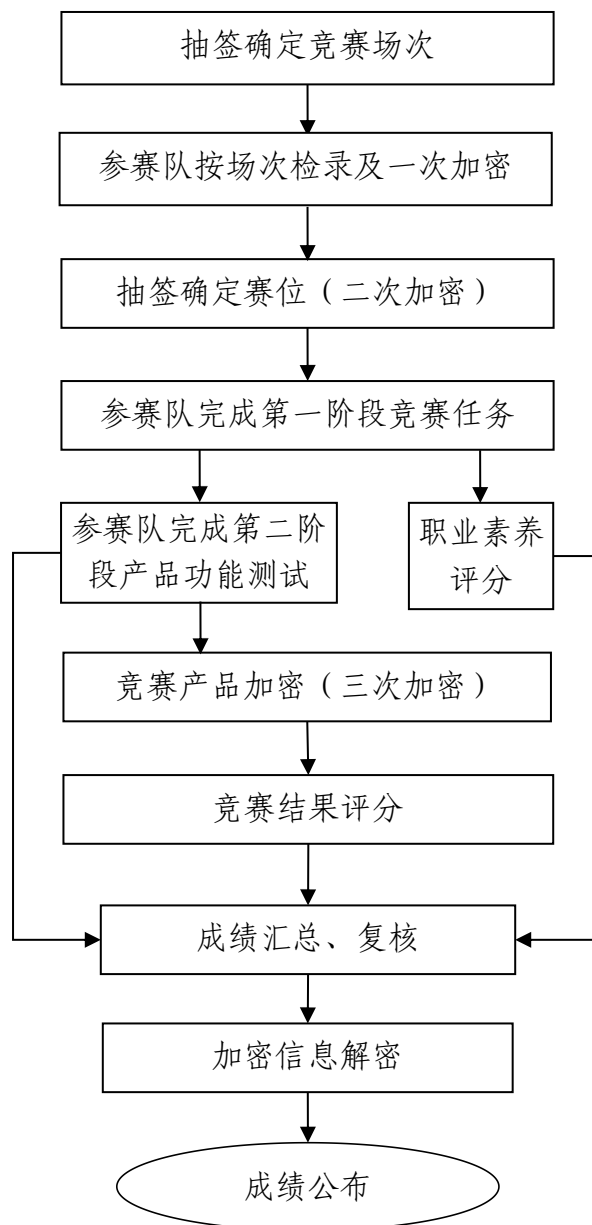 抽签确定竞赛场次
参赛队按场次检录及一次加密
抽签确定赛位（二次加密）
参赛队完成第一阶段竞赛任务
参赛队完成第二阶
段产品功能测试
职业素养
评分
竞赛产品加密（三次加密）
竞赛结果评分
成绩汇总、复核
加密信息解密
成绩公布